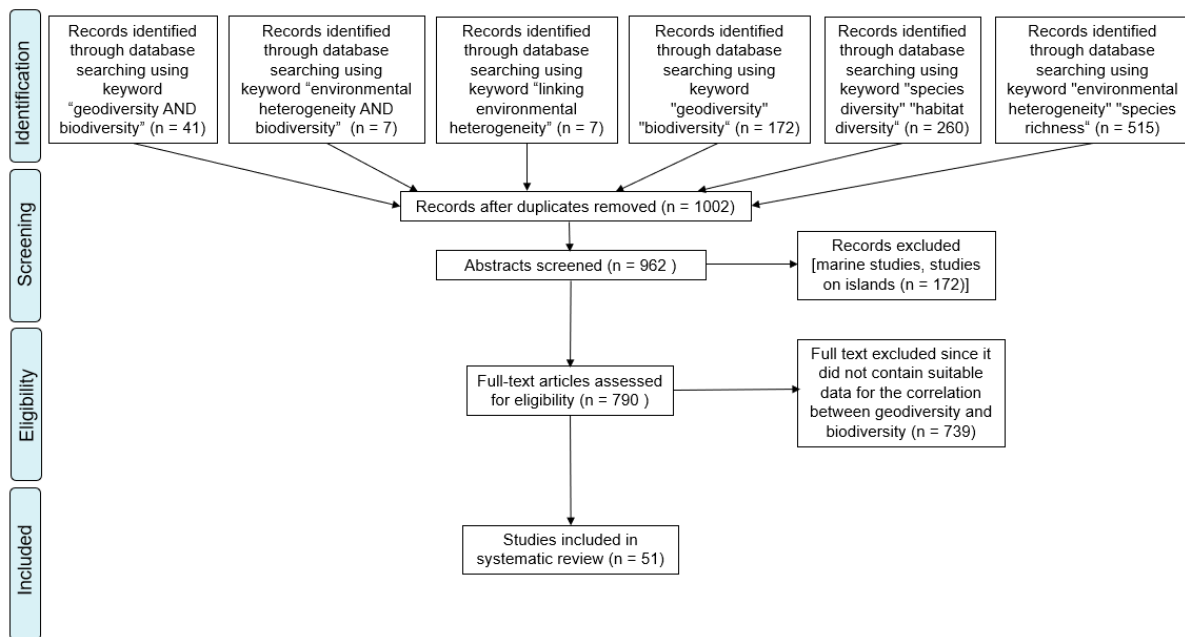 Identification
Records identified
through database
searching using
keyword
“geodiversity AND
biodiversity” (n = 41)
Records identified
through database
searching using
keyword “environmental
heterogeneity AND
biodiversity” (n = 7)
Records identified
through database
searching using
keyword “linking
environmental
heterogeneity” (n = 7)
Records identified
through database
searching using
keyword
"geodiversity"
"biodiversity“ (n = 172)
Records identified
through database
searching using
keyword "species
diversity" "habitat
diversity“ (n = 260)
Records identified
through database
searching using
keyword "environmental
heterogeneity" "species
richness“ (n = 515)
Screening
Records after duplicates removed (n = 1002)
Abstracts screened (n = 962 )
Records excluded
[marine studies, studies
on islands (n = 172)]
Eligibility
Full-text articles assessed
for eligibility (n = 790 )
Full text excluded since it
did not contain suitable
data for the correlation
between geodiversity and
biodiversity (n = 739)
Included
Studies included in
systematic review (n = 51)